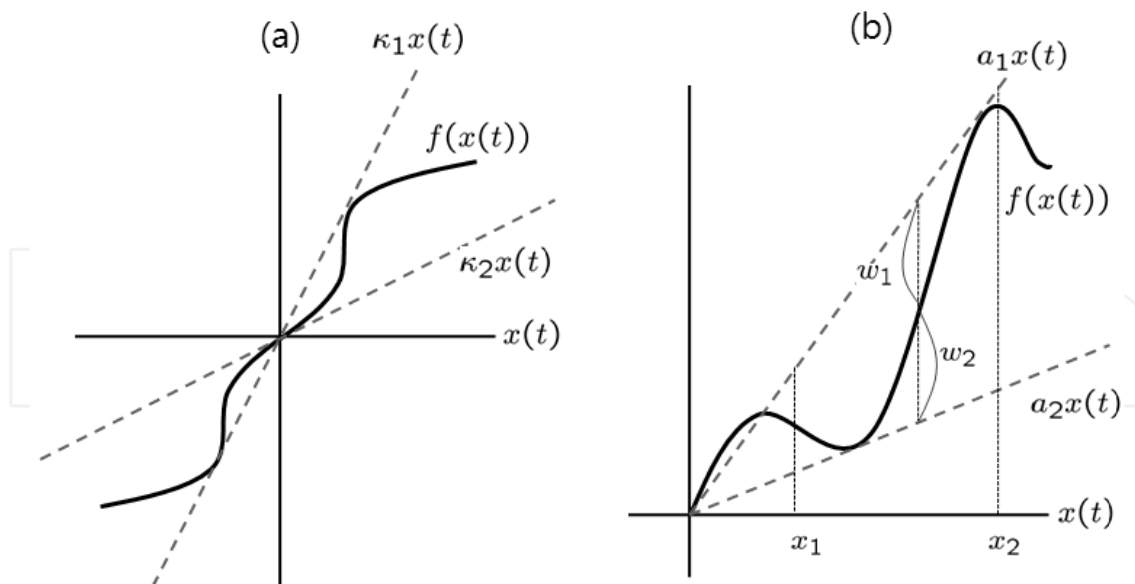 (a)
κ₁x(t)
f(x(t))
κ₂x(t)
x(t)
(b)
a₁x(t)
f(x(t))
w₁
w₂
a₂x(t)
x(t)
x₁
x₂